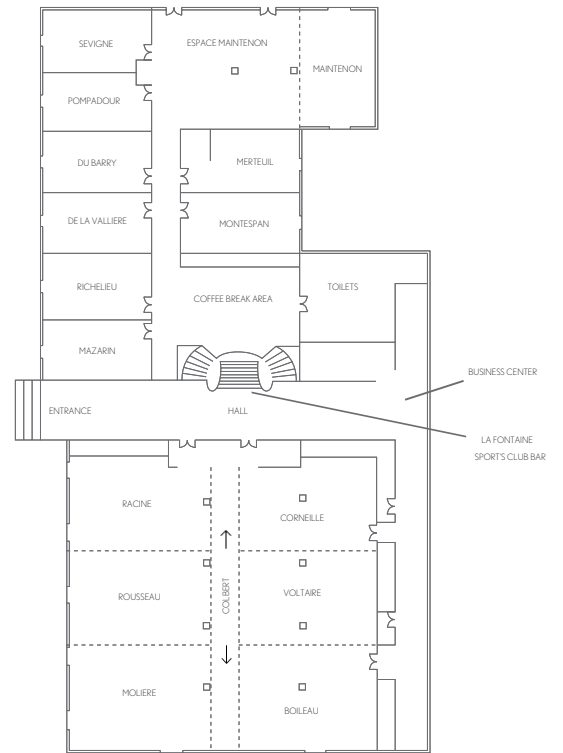 SEVIGNE
ESPACE MAINTENON
MAINTENON
POMPADOUR
DU BARRY
MERTEUIL
DE LA VALLIERE
MONTESPAN
RICHELIEU
COFFEE BREAK AREA
TOILETS
MAZARIN
BUSINESS CENTER
ENTRANCE
HALL
LA FONTAINE
SPORT'S CLUB BAR
RACINE
CORNEILLE
ROUSSEAU
COLBERT
VOLTAIRE
MOLIERE
BOILEAU